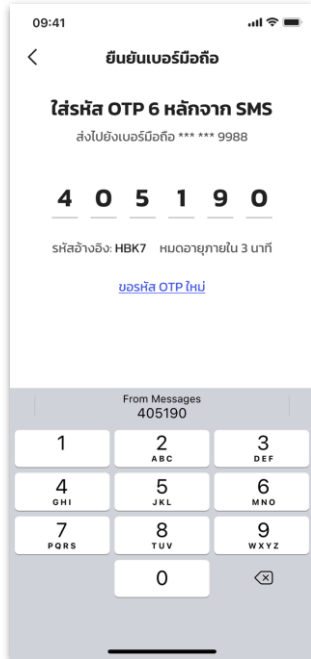 09:41
ยืนยันเบอร์มือถือ
ใส่รหัส OTP 6 หลักจาก SMS
ส่งไปยังเบอร์มือถือ *** *** 9988
4 0 5 1 9 0
รหัสอ้างอิง: HBK7 หมดอายุภายใน 3 นาที
ขอรหัส OTP ใหม่
From Messages
405190
1 2 3
ABC DEF
4 5 6
GHI JKL MNO
7 8 9
PQRS TUV WXYZ
0